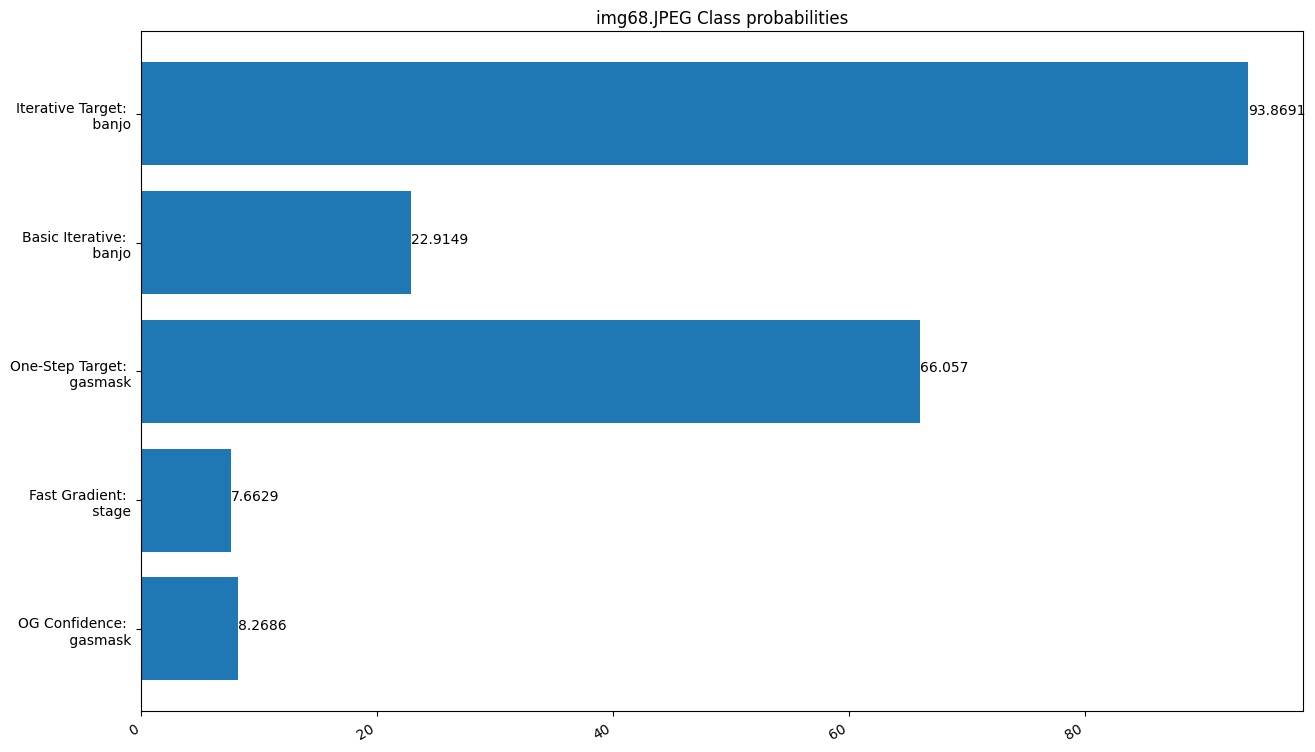 img68.JPEG Class probabilities
Iterative Target:
banjo
93.8691
Basic Iterative:
banjo
22.9149
One-Step Target:
gasmask
66.057
Fast Gradient:
stage
7.6629
OG Confidence:
gasmask
8.2686
0
20
40
60
80